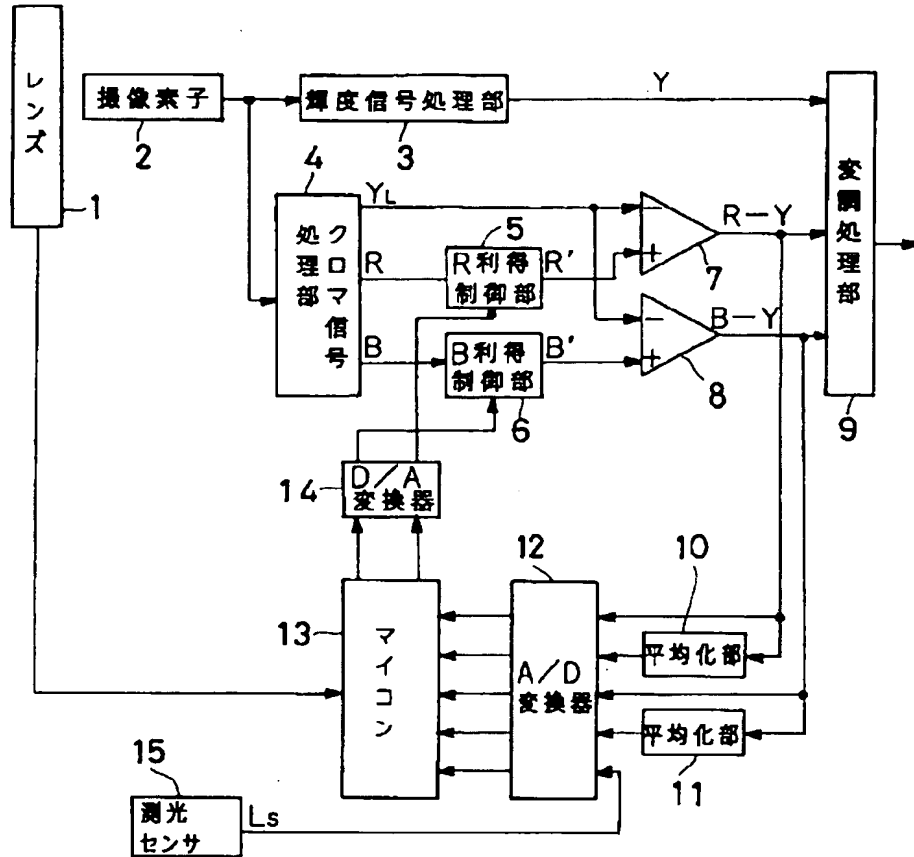 レンズ
1
撮像素子
2
輝度信号処理部
3
Y
変調処理部
9
4
クロマ信号
処理部
YL
R
B
5
R利得
制御部
R'
B利得
制御部
6
B'
−
+
7
R−Y
−
+
8
B−Y
D／A
変換器
14
12
A／D
変換器
10
平均化部
平均化部
11
13
マイコン
15
測光
センサ
Ls